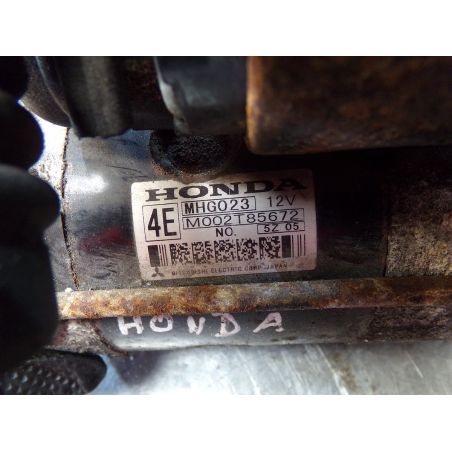 HONDA
4E MHG023 12V
M002T85672
NO. 5Z 05
MITSUBISHI ELECTRIC CORP. JAPAN
HONDA